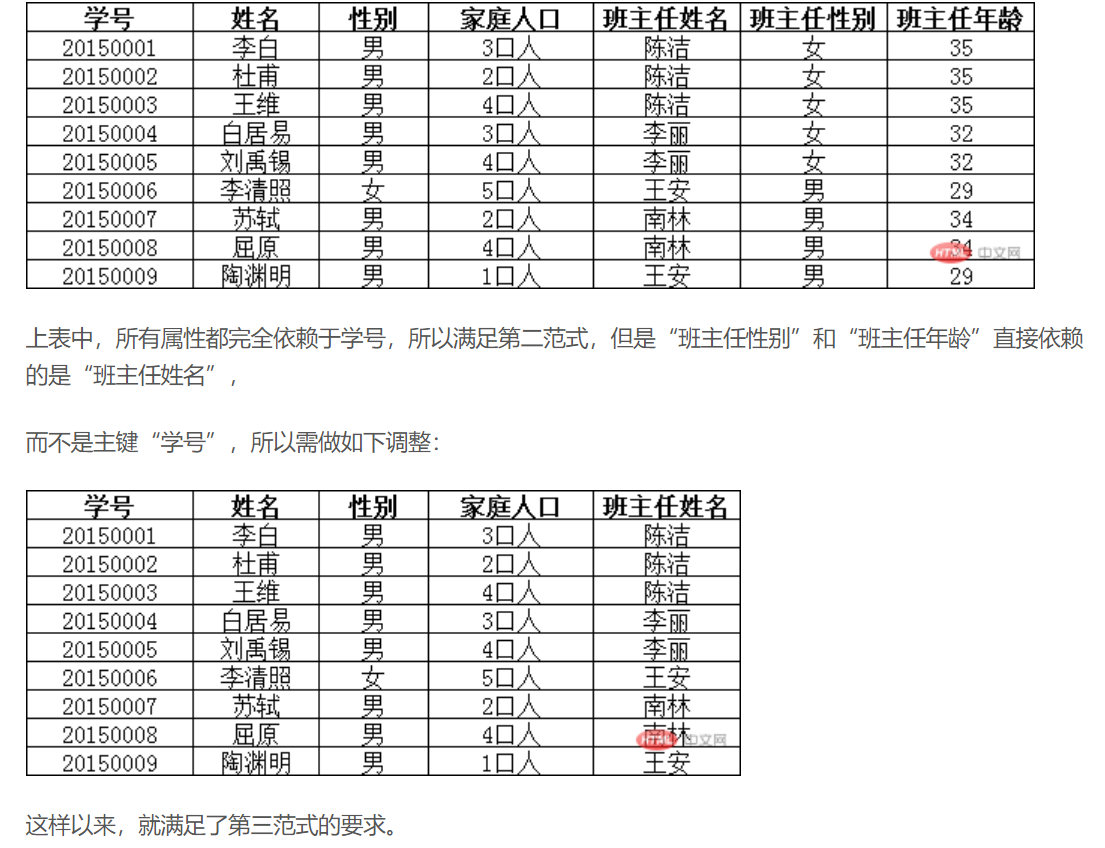 学号 姓名 性别 家庭人口 班主任姓名 班主任性别 班主任年龄
20150001 李白 男 3口人 陈洁 女 35
20150002 杜甫 男 2口人 陈洁 女 35
20150003 王维 男 4口人 陈洁 女 35
20150004 白居易 男 3口人 李丽 女 32
20150005 刘禹锡 男 4口人 李丽 女 32
20150006 李清照 女 5口人 王安 男 29
20150007 苏轼 男 2口人 南林 男 34
20150008 屈原 男 4口人 南林 男 34
HTML 中文网
20150009 陶渊明 男 1口人 王安 男 29
上表中，所有属性都完全依赖于学号，所以满足第二范式，但是“班主任性别”和“班主任年龄”直接依赖
的是“班主任姓名”，
而不是主键“学号”，所以需做如下调整：
学号 姓名 性别 家庭人口 班主任姓名
20150001 李白 男 3口人 陈洁
20150002 杜甫 男 2口人 陈洁
20150003 王维 男 4口人 陈洁
20150004 白居易 男 3口人 李丽
20150005 刘禹锡 男 4口人 李丽
20150006 李清照 女 5口人 王安
20150007 苏轼 男 2口人 南林
20150008 屈原 男 4口人 南林
HTML 中文网
20150009 陶渊明 男 1口人 王安
这样以来，就满足了第三范式的要求。